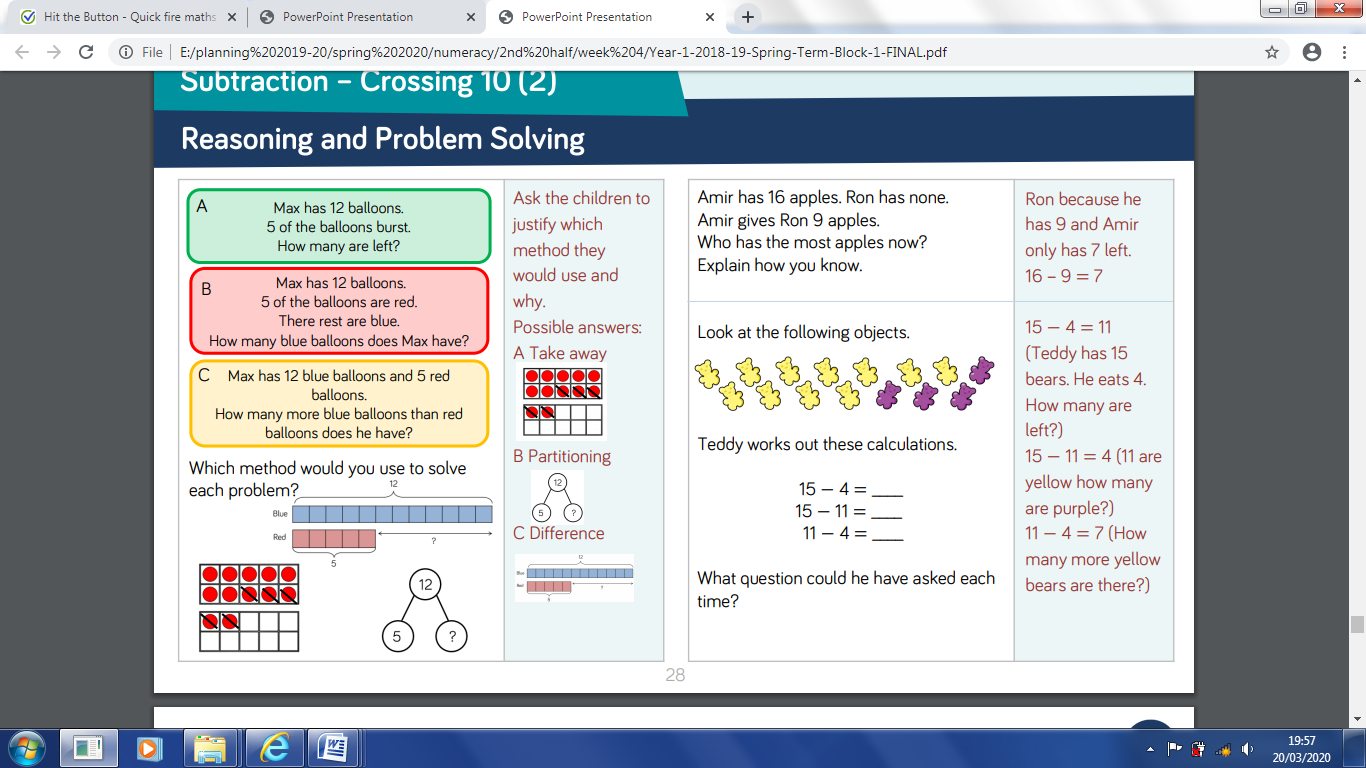 Hit the Button - Quick fire maths
PowerPoint Presentation
PowerPoint Presentation
File
E:/planning%202019-20/spring%202020/numeracy/2nd%20half/week%204/Year-1-2018-19-Spring-Term-Block-1-FINAL.pdf
Subtraction – Crossing 10 (2)
Reasoning and Problem Solving
A
Max has 12 balloons.
5 of the balloons burst.
How many are left?
B
Max has 12 balloons.
5 of the balloons are red.
There rest are blue.
How many blue balloons does Max have?
C
Max has 12 blue balloons and 5 red
balloons.
How many more blue balloons than red
balloons does he have?
Which method would you use to solve
each problem?
12
Blue
Red
?
5
12
5
?
Ask the children to
justify which
method they
would use and
why.
Possible answers:
A Take away
B Partitioning
12
5
?
C Difference
12
Blue
Red
?
5
Amir has 16 apples. Ron has none.
Amir gives Ron 9 apples.
Who has the most apples now?
Explain how you know.
Ron because he
has 9 and Amir
only has 7 left.
16 – 9 = 7
Look at the following objects.
Teddy works out these calculations.
15 – 4 = ___
15 – 11 = ___
11 – 4 = ___
What question could he have asked each
time?
15 – 4 = 11
(Teddy has 15
bears. He eats 4.
How many are
left?)
15 – 11 = 4 (11 are
yellow how many
are purple?)
11 – 4 = 7 (How
many more yellow
bears are there?)
28
19:57
20/03/2020